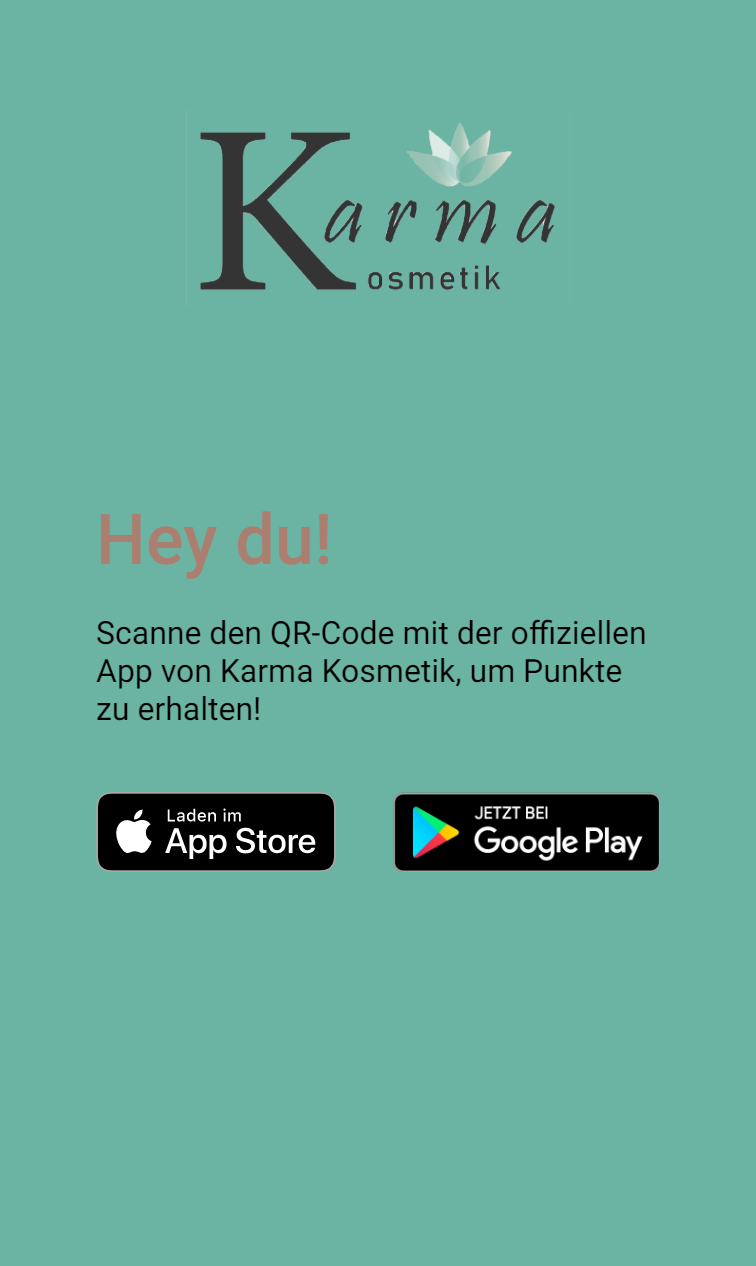 Karma
osmetik
Hey du!
Scanne den QR-Code mit der offiziellen
App von Karma Kosmetik, um Punkte
zu erhalten!
Laden im
App Store
JETZT BEI
Google Play